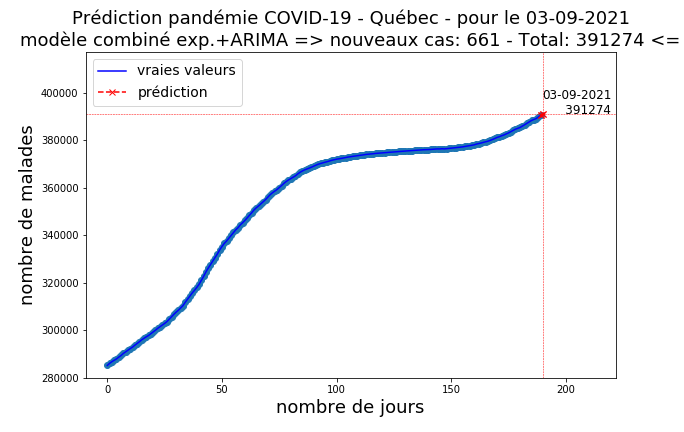 Prédiction pandémie COVID-19 - Québec - pour le 03-09-2021
modèle combiné exp.+ARIMA => nouveaux cas: 661 - Total: 391274 <=
vraies valeurs
prédiction
03-09-2021
391274
nombre de malades
400000
380000
360000
340000
320000
300000
280000
0
50
100
150
200
nombre de jours